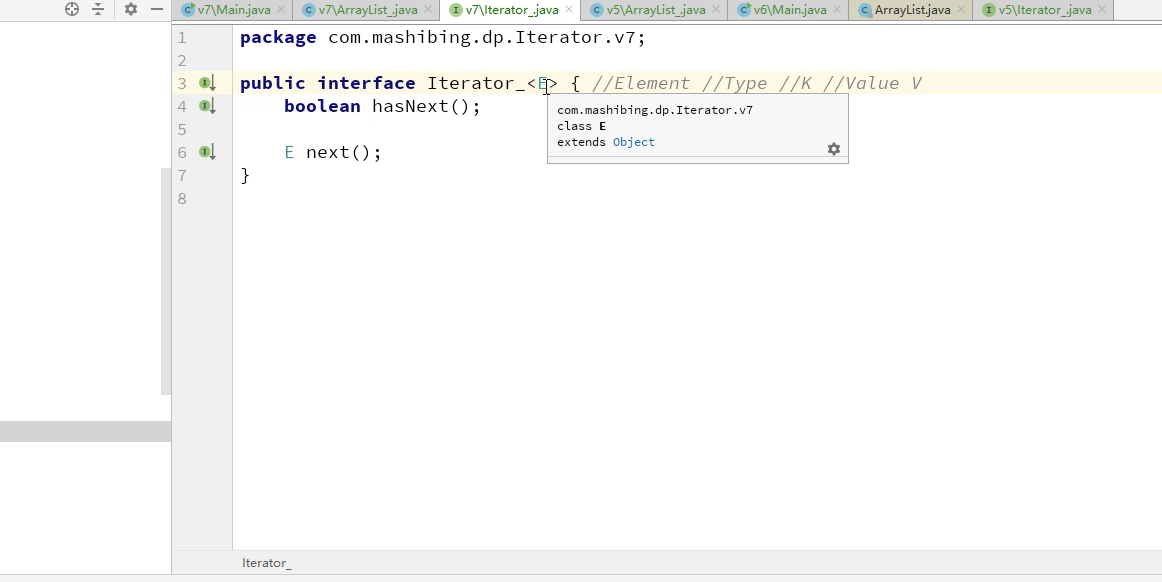 v7\Main.java v7\ArrayList_.java v7\Iterator_.java v5\ArrayList_.java v6\Main.java ArrayList.java v5\Iterator_.java
1 package com.mashibing.dp.Iterator.v7;
2
3 public interface Iterator_<E> { //Element //Type //K //Value V
4 boolean hasNext();
com.mashibing.dp.Iterator.v7
class E
extends Object
5
6 E next();
7 }
8
Iterator_